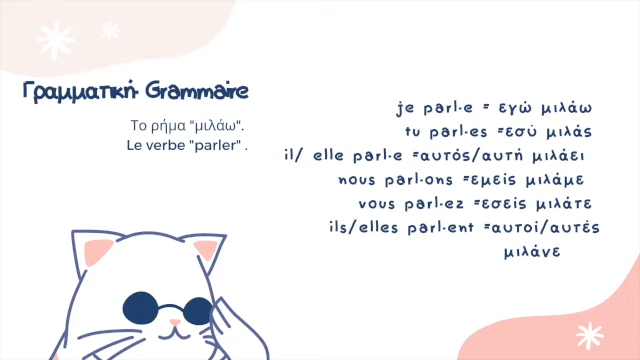 Γραμματική- Grammaire
Το ρήμα "μιλάω".
Le verbe "parler" .
je parl-e = εγώ μιλάω
tu parl-es =εσύ μιλάς
il/ elle parl-e =αυτός/αυτή μιλάει
nous parl-ons =εμείς μιλάμε
vous parl-ez =εσείς μιλάτε
ils/elles parl-ent =αυτοί/αυτές
μιλάνε